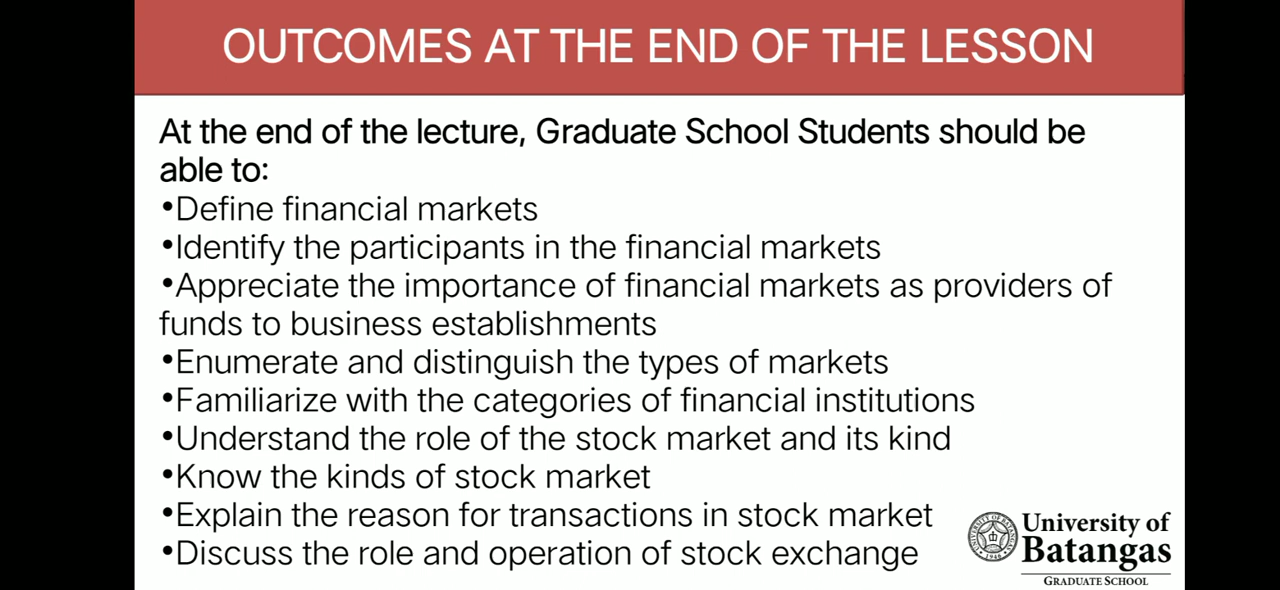 OUTCOMES AT THE END OF THE LESSON
At the end of the lecture, Graduate School Students should be
able to:
•Define financial markets
•Identify the participants in the financial markets
•Appreciate the importance of financial markets as providers of
funds to business establishments
•Enumerate and distinguish the types of markets
•Familiarize with the categories of financial institutions
•Understand the role of the stock market and its kind
•Know the kinds of stock market
•Explain the reason for transactions in stock market
•Discuss the role and operation of stock exchange
UNIVERSITY OF BATANGAS
1946
University of
Batangas
GRADUATE SCHOOL